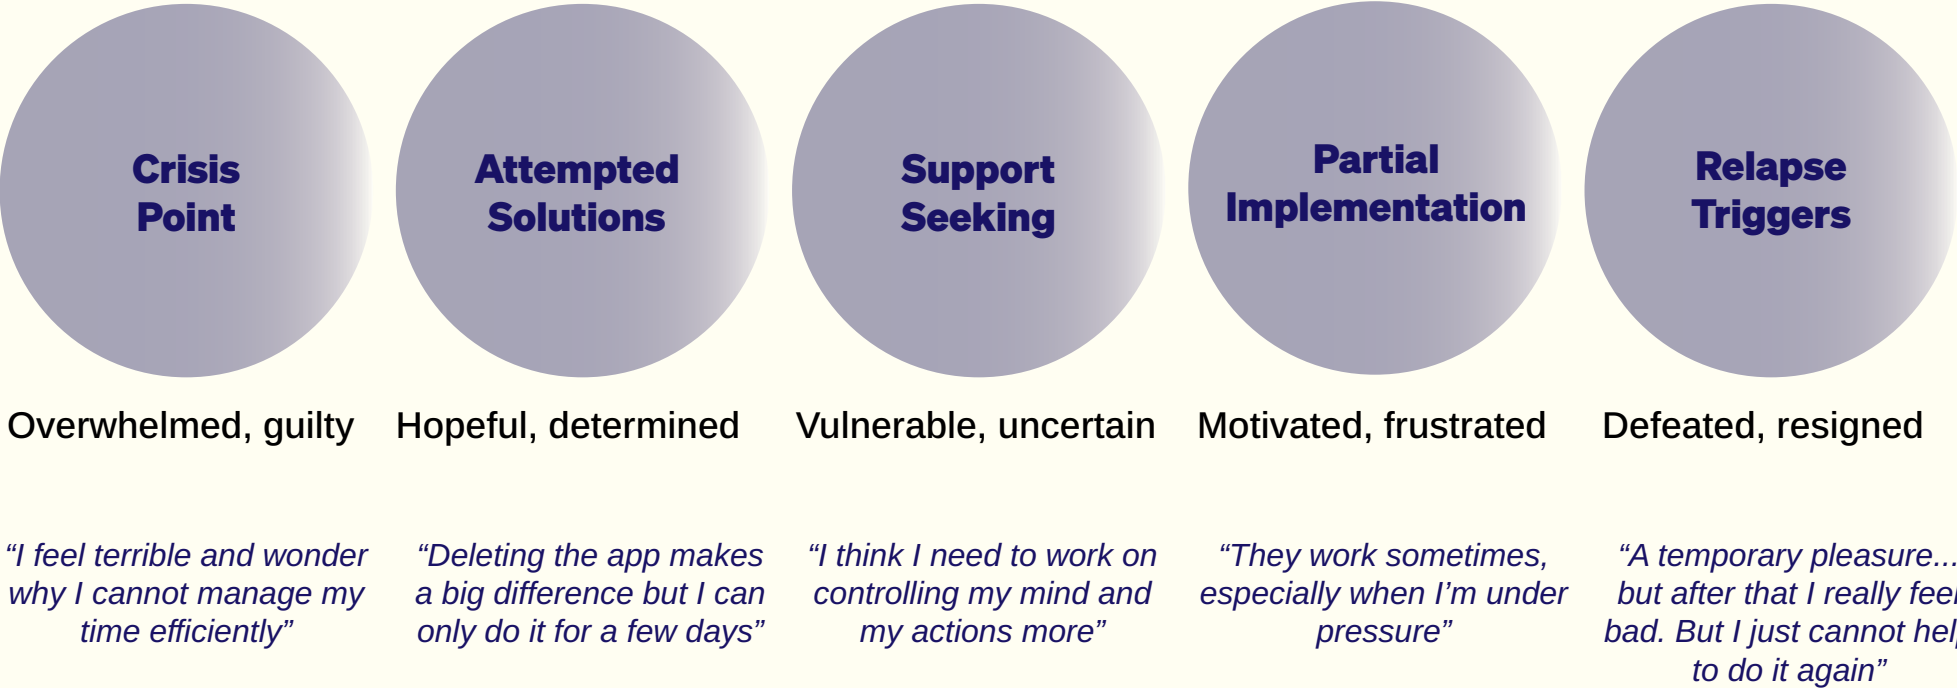 Crisis
Point
Attempted
Solutions
Support
Seeking
Partial
Implementation
Relapse
Triggers
Overwhelmed, guilty
Hopeful, determined
Vulnerable, uncertain
Motivated, frustrated
Defeated, resigned
“I feel terrible and wonder
why I cannot manage my
time efficiently”
“Deleting the app makes
a big difference but I can
only do it for a few days”
“I think I need to work on
controlling my mind and
my actions more”
“They work sometimes,
especially when I’m under
pressure”
“A temporary pleasure...
but after that I really feel
bad. But I just cannot help
to do it again”